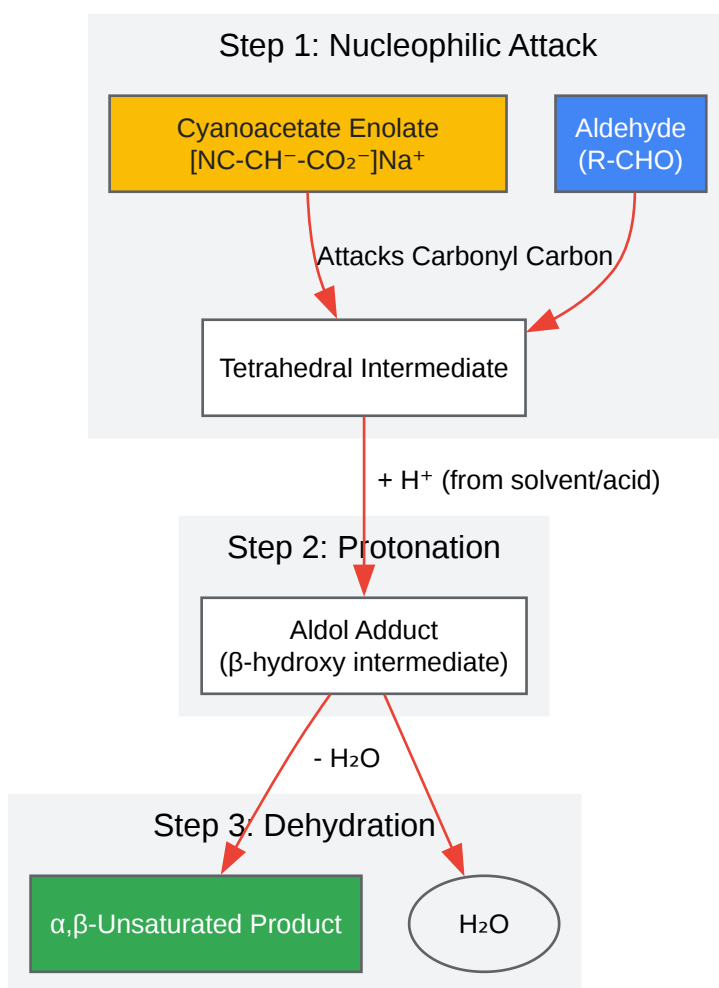 Step 1: Nucleophilic Attack
Cyanoacetate Enolate
[NC-CH⁻-CO₂⁻]Na⁺
Aldehyde
(R-CHO)
Attacks Carbonyl Carbon
Tetrahedral Intermediate
+ H⁺ (from solvent/acid)
Step 2: Protonation
Aldol Adduct
(β-hydroxy intermediate)
- H₂O
Step 3: Dehydration
α,β-Unsaturated Product
H₂O